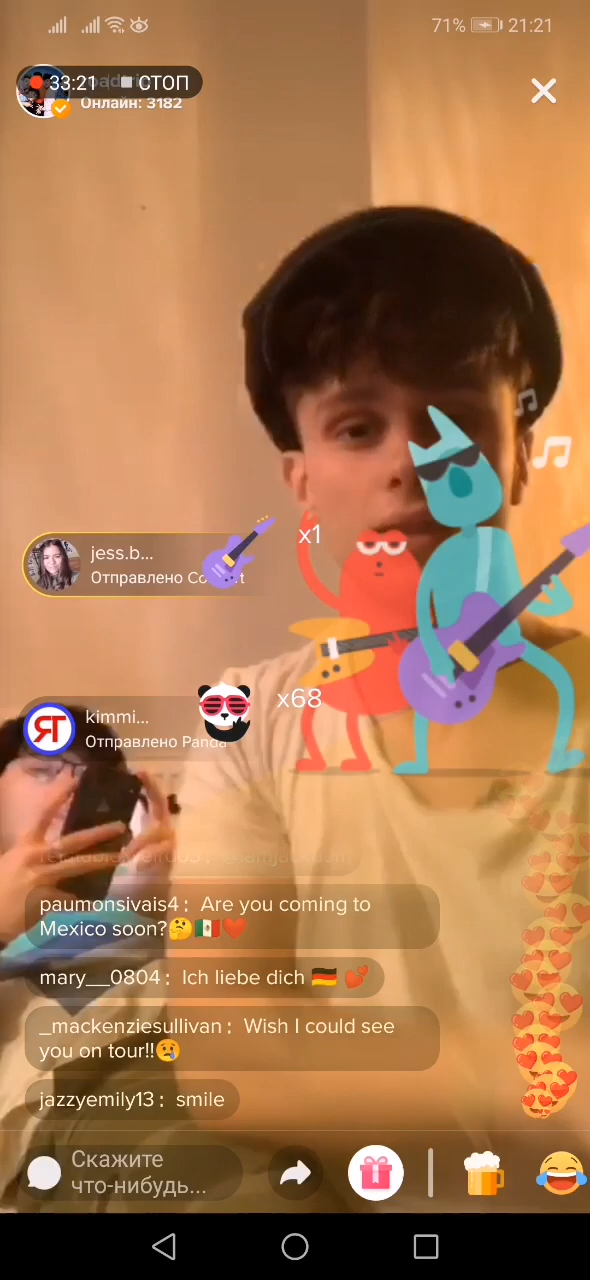 71% 21:21
33:21 СТОП
Онлайн: 3182
jess.b... x1
Отправлено
kimmi... x68
Отправлено Panda
ЯТ
paumonsivais4 : Are you coming to
Mexico soon?🤔🇲🇽❤️
mary__0804 : Ich liebe dich 🇩🇪 💕
_mackenziesullivan : Wish I could see
you on tour!!😢
jazzyemily13 : smile
Скажите
что-нибудь...